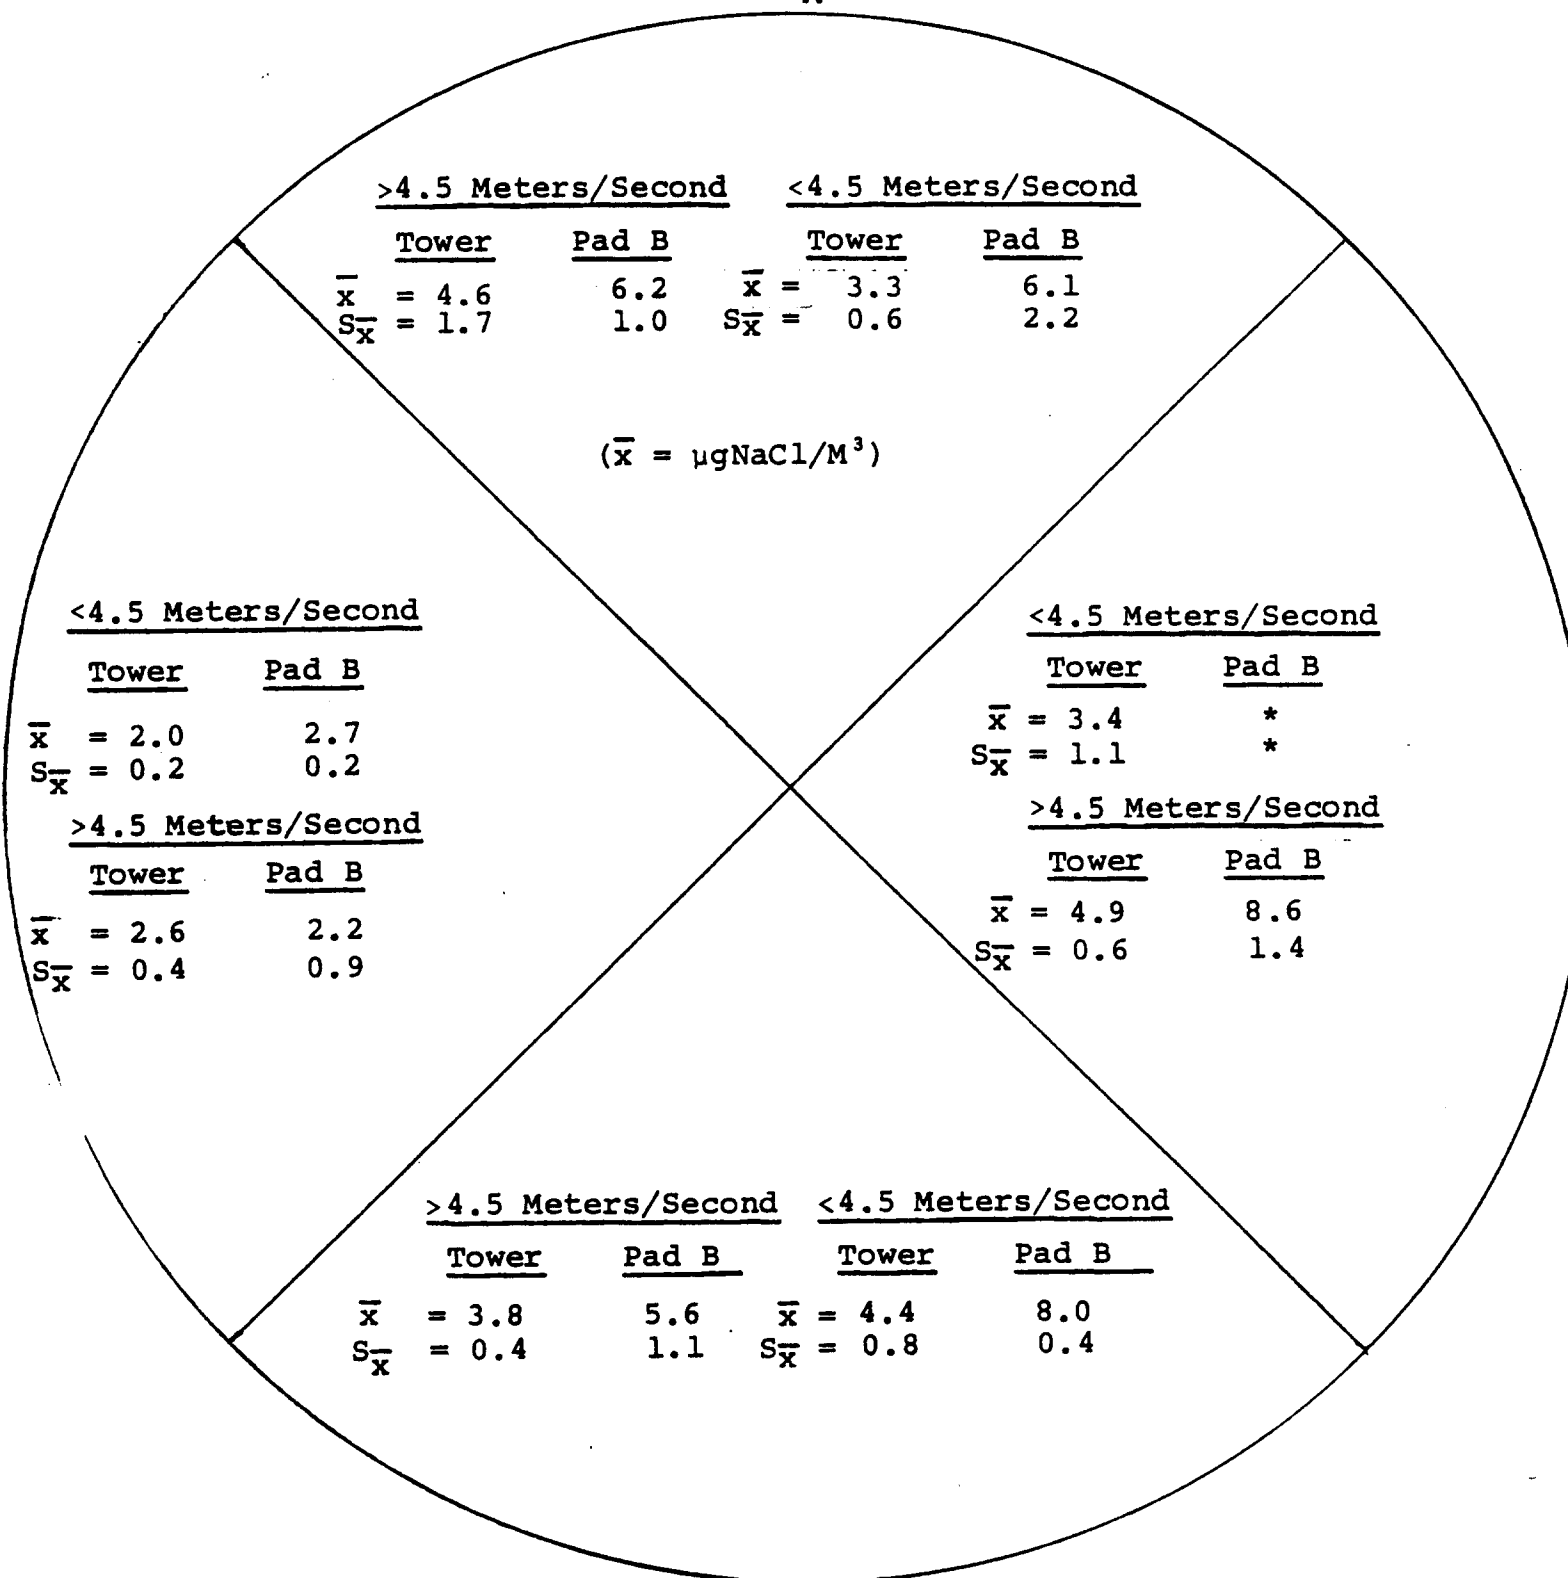 >4.5 Meters/Second <4.5 Meters/Second
Tower Pad B Tower Pad B
x̄ = 4.6 6.2 x̄ = 3.3 6.1
Sx̄ = 1.7 1.0 Sx̄ = 0.6 2.2
(x̄ = µgNaCl/M³)
<4.5 Meters/Second
Tower Pad B
x̄ = 2.0 2.7
Sx̄ = 0.2 0.2
>4.5 Meters/Second
Tower Pad B
x̄ = 2.6 2.2
Sx̄ = 0.4 0.9
<4.5 Meters/Second
Tower Pad B
x̄ = 3.4 *
Sx̄ = 1.1 *
>4.5 Meters/Second
Tower Pad B
x̄ = 4.9 8.6
Sx̄ = 0.6 1.4
>4.5 Meters/Second <4.5 Meters/Second
Tower Pad B Tower Pad B
x̄ = 3.8 5.6 x̄ = 4.4 8.0
Sx̄ = 0.4 1.1 Sx̄ = 0.8 0.4